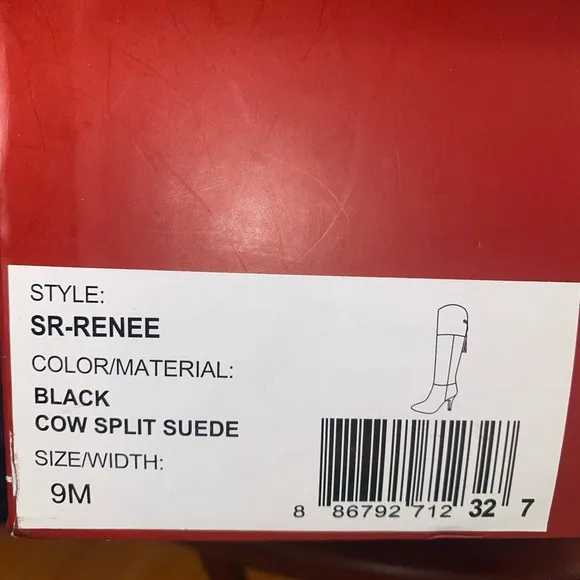 STYLE:
SR-RENEE
COLOR/MATERIAL:
BLACK
COW SPLIT SUEDE
SIZE/WIDTH:
9M
8 86792 712 32 7